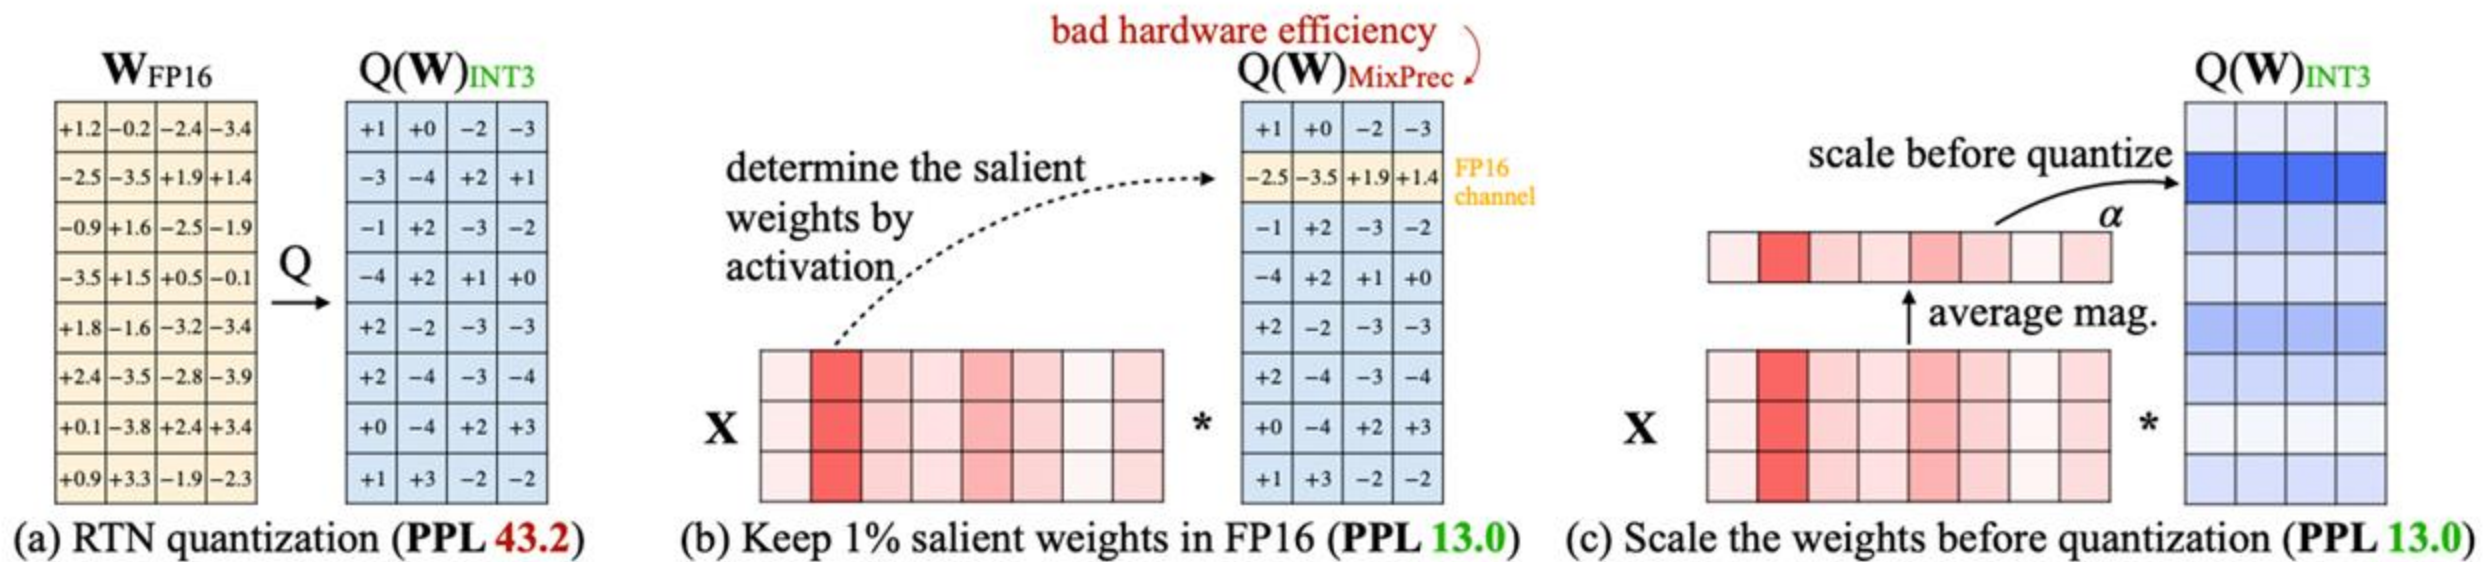 W_FP16
+1.2 −0.2 −2.4 −3.4
−2.5 −3.5 +1.9 +1.4
−0.9 +1.6 −2.5 −1.9
−3.5 +1.5 +0.5 −0.1
+1.8 −1.6 −3.2 −3.4
+2.4 −3.5 −2.8 −3.9
+0.1 −3.8 +2.4 +3.4
+0.9 +3.3 −1.9 −2.3
Q
Q(W)_INT3
+1 +0 −2 −3
−3 −4 +2 +1
−1 +2 −3 −2
−4 +2 +1 +0
+2 −2 −3 −3
+2 −4 −3 −4
+0 −4 +2 +3
+1 +3 −2 −2
(a) RTN quantization (PPL 43.2)
bad hardware efficiency
Q(W)_MixPrec
determine the salient
weights by
activation
X
*
+1 +0 −2 −3
−2.5 −3.5 +1.9 +1.4
−1 +2 −3 −2
−4 +2 +1 +0
+2 −2 −3 −3
+2 −4 −3 −4
+0 −4 +2 +3
+1 +3 −2 −2
FP16
channel
(b) Keep 1% salient weights in FP16 (PPL 13.0)
Q(W)_INT3
scale before quantize
α
average mag.
X
*
(c) Scale the weights before quantization (PPL 13.0)